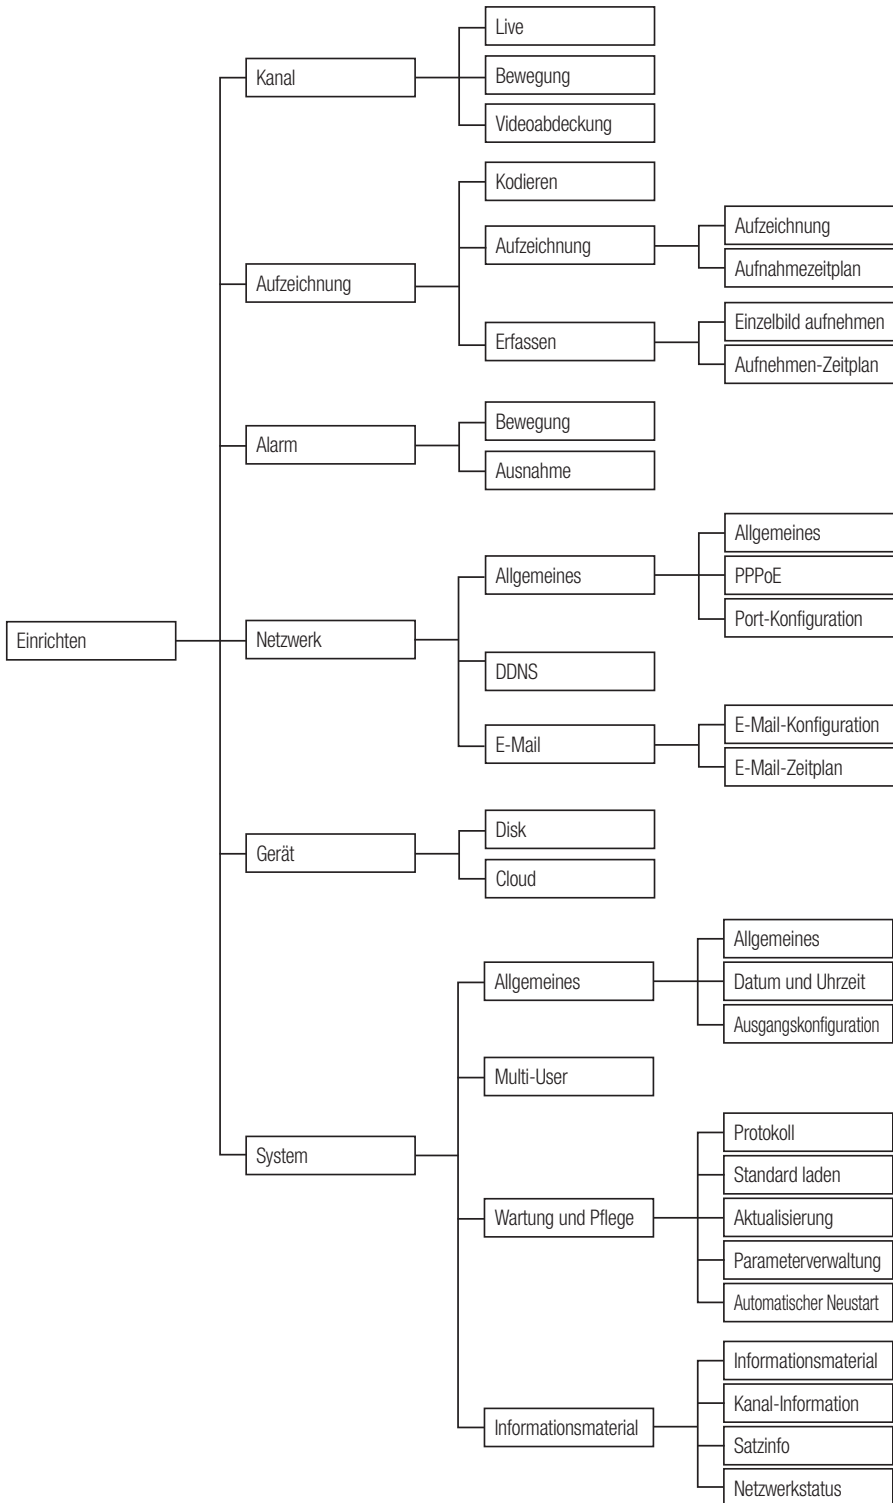 Einrichten
Kanal
Live
Bewegung
Videoabdeckung
Aufzeichnung
Kodieren
Aufzeichnung
Aufzeichnung
Aufnahmezeitplan
Erfassen
Einzelbild aufnehmen
Aufnehmen-Zeitplan
Alarm
Bewegung
Ausnahme
Netzwerk
Allgemeines
Allgemeines
PPPoE
Port-Konfiguration
DDNS
E-Mail
E-Mail-Konfiguration
E-Mail-Zeitplan
Gerät
Disk
Cloud
System
Allgemeines
Allgemeines
Datum und Uhrzeit
Ausgangskonfiguration
Multi-User
Wartung und Pflege
Protokoll
Standard laden
Aktualisierung
Parameterverwaltung
Automatischer Neustart
Informationsmaterial
Informationsmaterial
Kanal-Information
Satzinfo
Netzwerkstatus